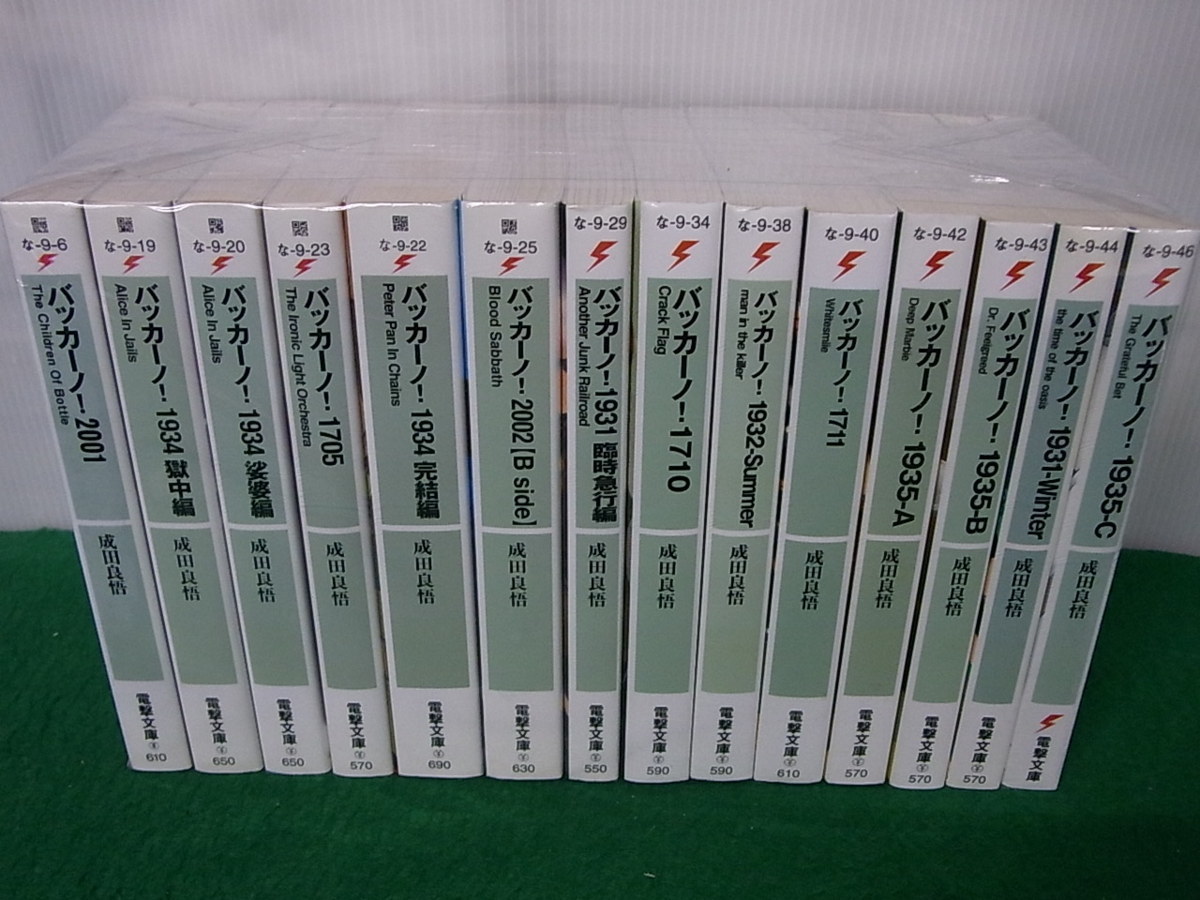 な-9-6
バッカーノ! 2001
The Children Of Bottle
成田良悟
電撃文庫 ¥ 610
な-9-19
バッカーノ! 1934 獄中編
Alice In Jails
成田良悟
電撃文庫 ¥ 650
な-9-20
バッカーノ! 1934 娑婆編
Alice In Jails
成田良悟
電撃文庫 ¥ 650
な-9-23
バッカーノ! 1705
The Ironic Light Orchestra
成田良悟
電撃文庫 ¥ 570
な-9-22
バッカーノ! 1934 完結編
Peter Pan In Chains
成田良悟
電撃文庫 ¥ 690
な-9-25
バッカーノ! 2002【B side】
Blood Sabbath
成田良悟
電撃文庫 ¥ 630
な-9-29
バッカーノ! 1931 臨時急行編
Another Junk Railroad
成田良悟
電撃文庫 ¥ 550
な-9-34
バッカーノ! 1710
Crack Flag
成田良悟
電撃文庫 ¥ 590
な-9-38
バッカーノ! 1932-Summer
man in the killer
成田良悟
電撃文庫 ¥ 590
な-9-40
バッカーノ! 1711
Whitesmile
成田良悟
電撃文庫 ¥ 610
な-9-42
バッカーノ! 1935-A
Deep Marble
成田良悟
電撃文庫 ¥ 570
な-9-43
バッカーノ! 1935-B
Dr. Feelgreed
成田良悟
電撃文庫 ¥ 570
な-9-44
バッカーノ! 1931-Winter
the time of the oasis
成田良悟
電撃文庫 ¥ 570
な-9-46
バッカーノ! 1935-C
The Grateful Bet
成田良悟
電撃文庫